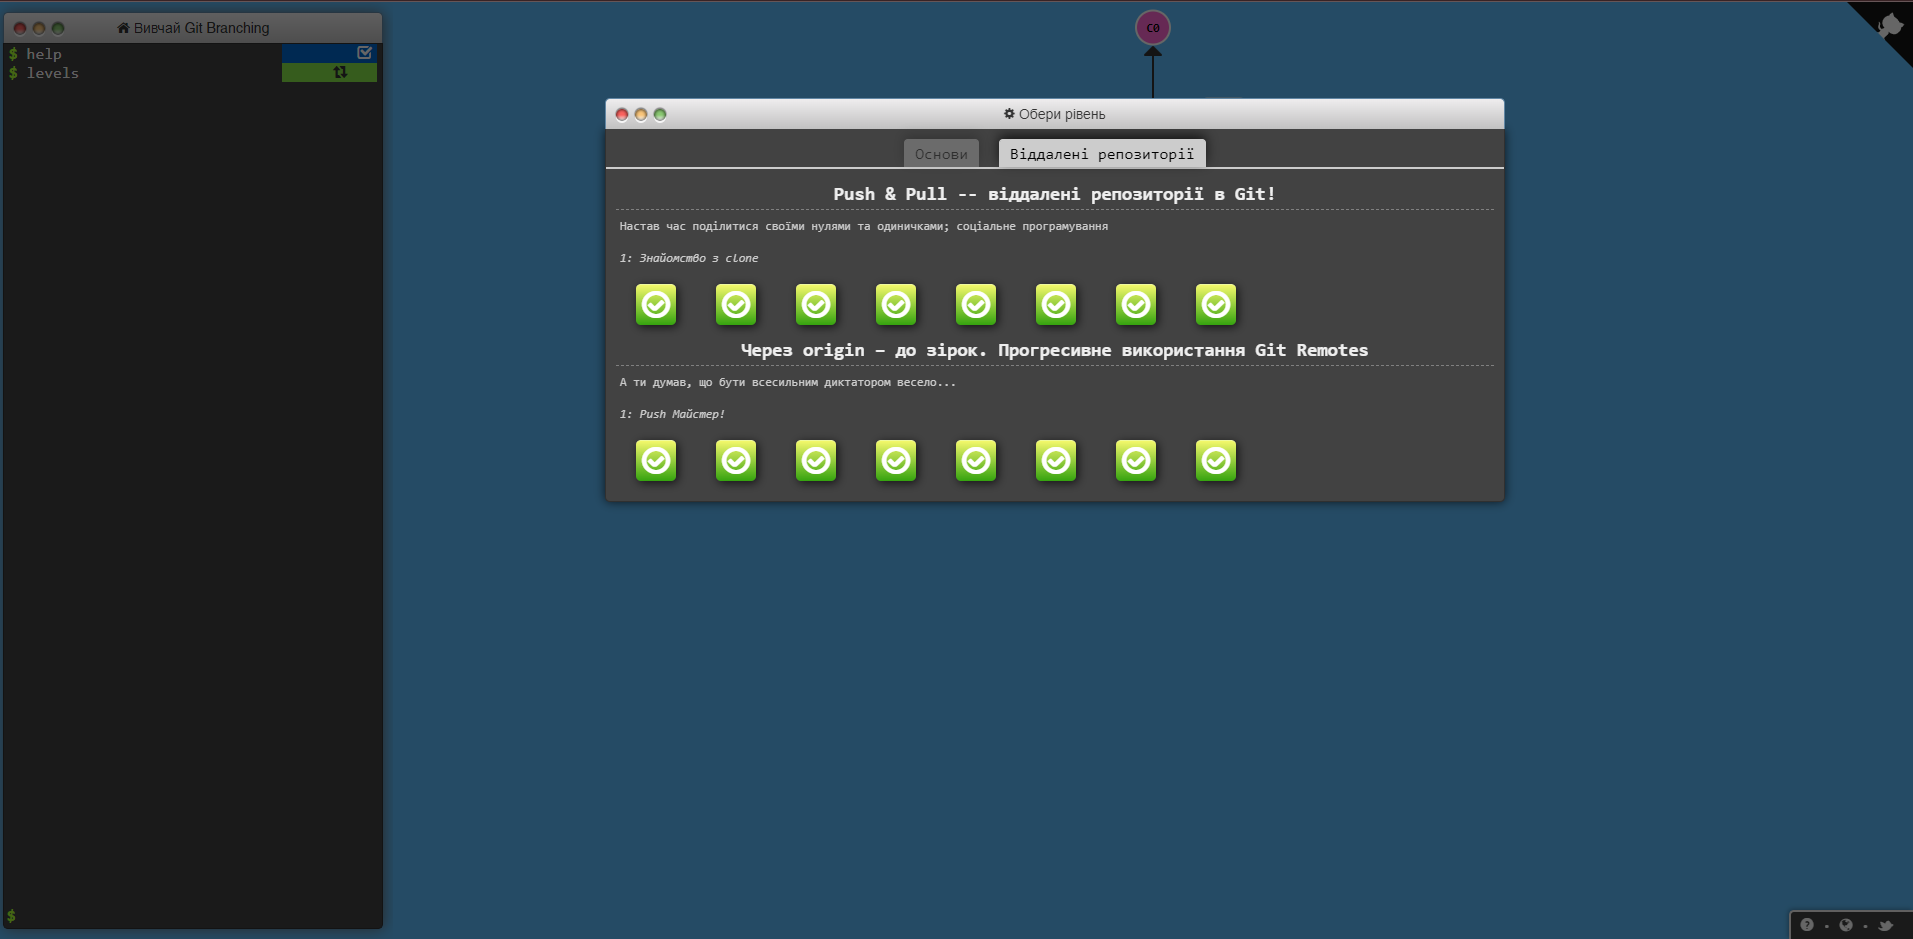 Вивчай Git Branching
$ help
$ levels
$
C0
Обери рівень
Основи
Віддалені репозиторії
Push & Pull -- віддалені репозиторії в Git!
Настав час поділитися своїми нулями та одиничками; соціальне програмування
1: Знайомство з clone
Через origin – до зірок. Прогресивне використання Git Remotes
А ти думав, що бути всесильним диктатором весело...
1: Push Майстер!